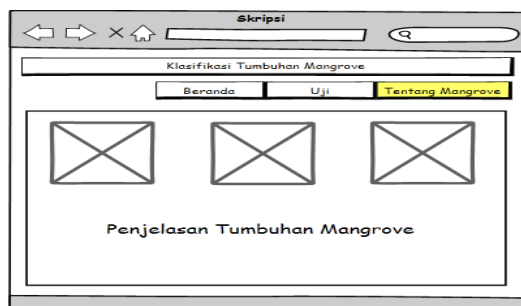 Skripsi
Klasifikasi Tumbuhan Mangrove
Beranda Uji Tentang Mangrove
Penjelasan Tumbuhan Mangrove